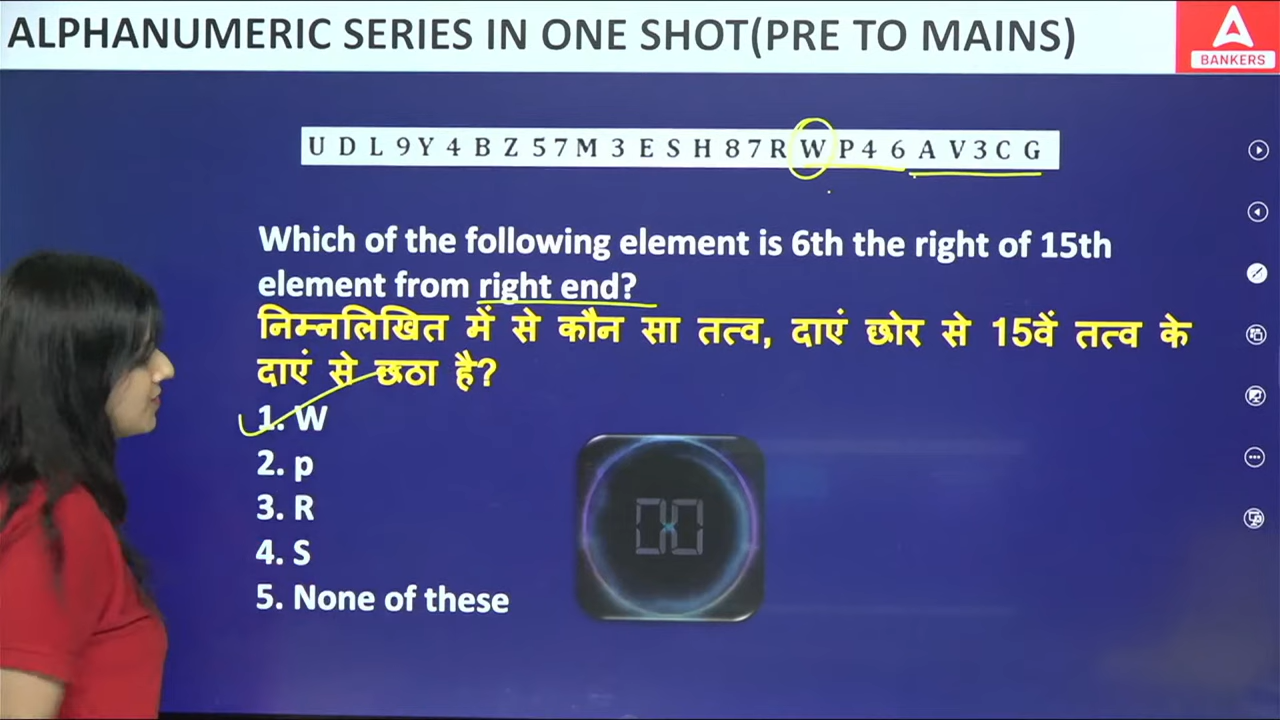 ALPHANUMERIC SERIES IN ONE SHOT(PRE TO MAINS)
A
BANKERS
U D L 9 Y 4 B Z 5 7 M 3 E S H 8 7 R W P 4 6 A V 3 C G
Which of the following element is 6th the right of 15th
element from right end?
निम्नलिखित में से कौन सा तत्व, दाएं छोर से 15वें तत्व के
दाएं से छठा है?
1. W
2. p
3. R
4. S
5. None of these